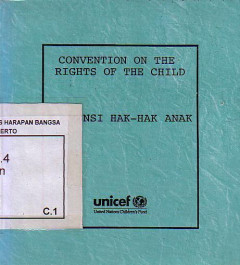 CONVENTION ON THE
RIGHTS OF THE CHILD
S HARAPAN BANGSA
ERTO
NSI HAK-HAK ANAK
.4
n
C.1
unicef
United Nations Children's Fund